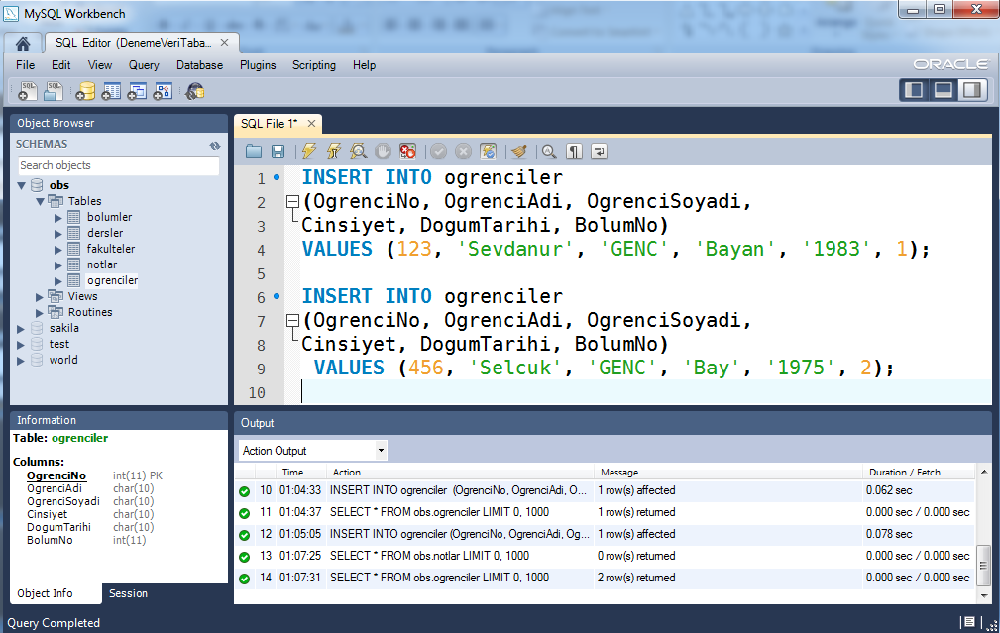 MySQL Workbench
SQL Editor (DenemeVeriTaba...
File Edit View Query Database Plugins Scripting Help
ORACLE
Object Browser
SCHEMAS
Search objects
obs
Tables
bolumler
dersler
fakulteler
notlar
ogrenciler
Views
Routines
sakila
test
world
SQL File 1*
1 INSERT INTO ogrenciler
2 (OgrenciNo, OgrenciAdi, OgrenciSoyadi,
3 Cinsiyet, DogumTarihi, BolumNo)
4 VALUES (123, 'Sevdanur', 'GENC', 'Bayan', '1983', 1);
5
6 INSERT INTO ogrenciler
7 (OgrenciNo, OgrenciAdi, OgrenciSoyadi,
8 Cinsiyet, DogumTarihi, BolumNo)
9 VALUES (456, 'Selcuk', 'GENC', 'Bay', '1975', 2);
10
Information
Table: ogrenciler
Columns:
OgrenciNo int(11) PK
OgrenciAdi char(10)
OgrenciSoyadi char(10)
Cinsiyet char(10)
DogumTarihi char(10)
BolumNo int(11)
Object Info Session
Output
Action Output
Time Action Message Duration / Fetch
10 01:04:33 INSERT INTO ogrenciler (OgrenciNo, OgrenciAdi, O... 1 row(s) affected 0.062 sec
11 01:04:37 SELECT * FROM obs.ogrenciler LIMIT 0, 1000 1 row(s) returned 0.000 sec / 0.000 sec
12 01:05:05 INSERT INTO ogrenciler (OgrenciNo, OgrenciAdi, Og... 1 row(s) affected 0.078 sec
13 01:07:25 SELECT * FROM obs.notlar LIMIT 0, 1000 0 row(s) returned 0.000 sec / 0.000 sec
14 01:07:31 SELECT * FROM obs.ogrenciler LIMIT 0, 1000 2 row(s) returned 0.000 sec / 0.000 sec
Query Completed